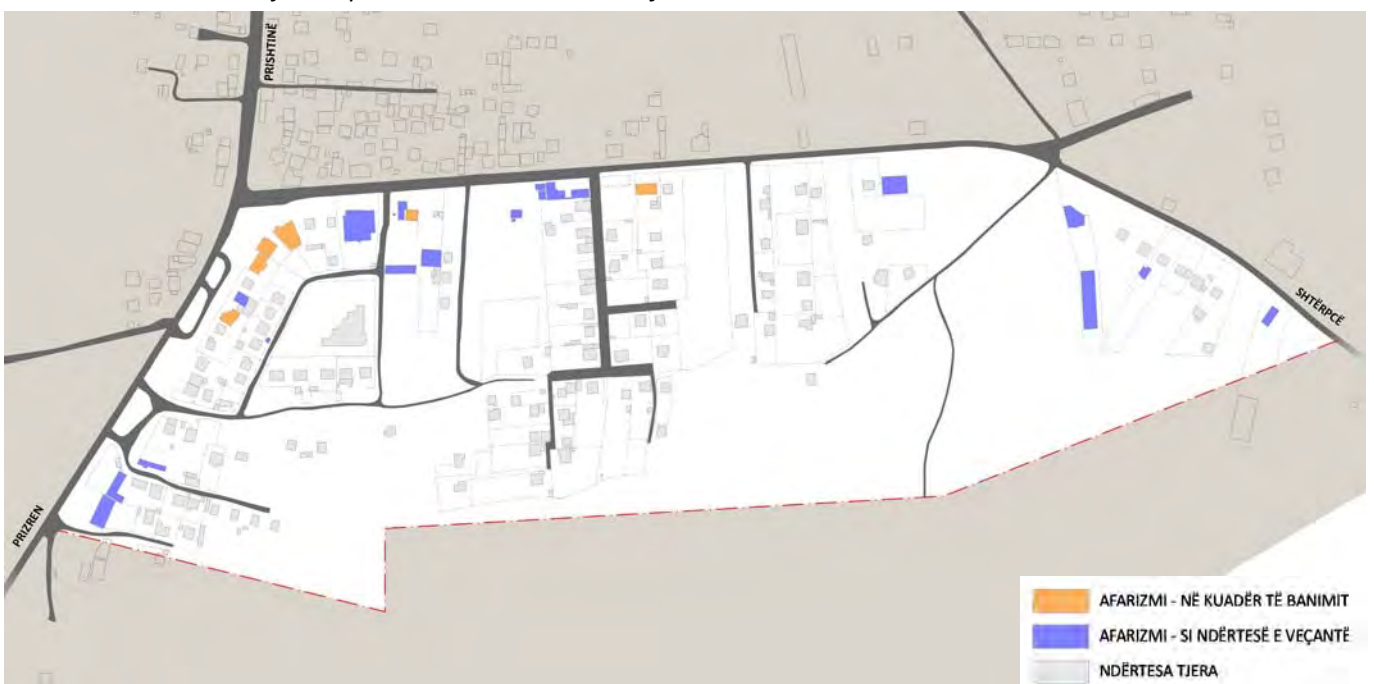 PRISHTINË
SHTËRPCË
PRIZREN
AFARIZMI - NË KUADËR TË BANIMIT
AFARIZMI - SI NDËRTESË E VEÇANTË
NDËRTESA TJERA